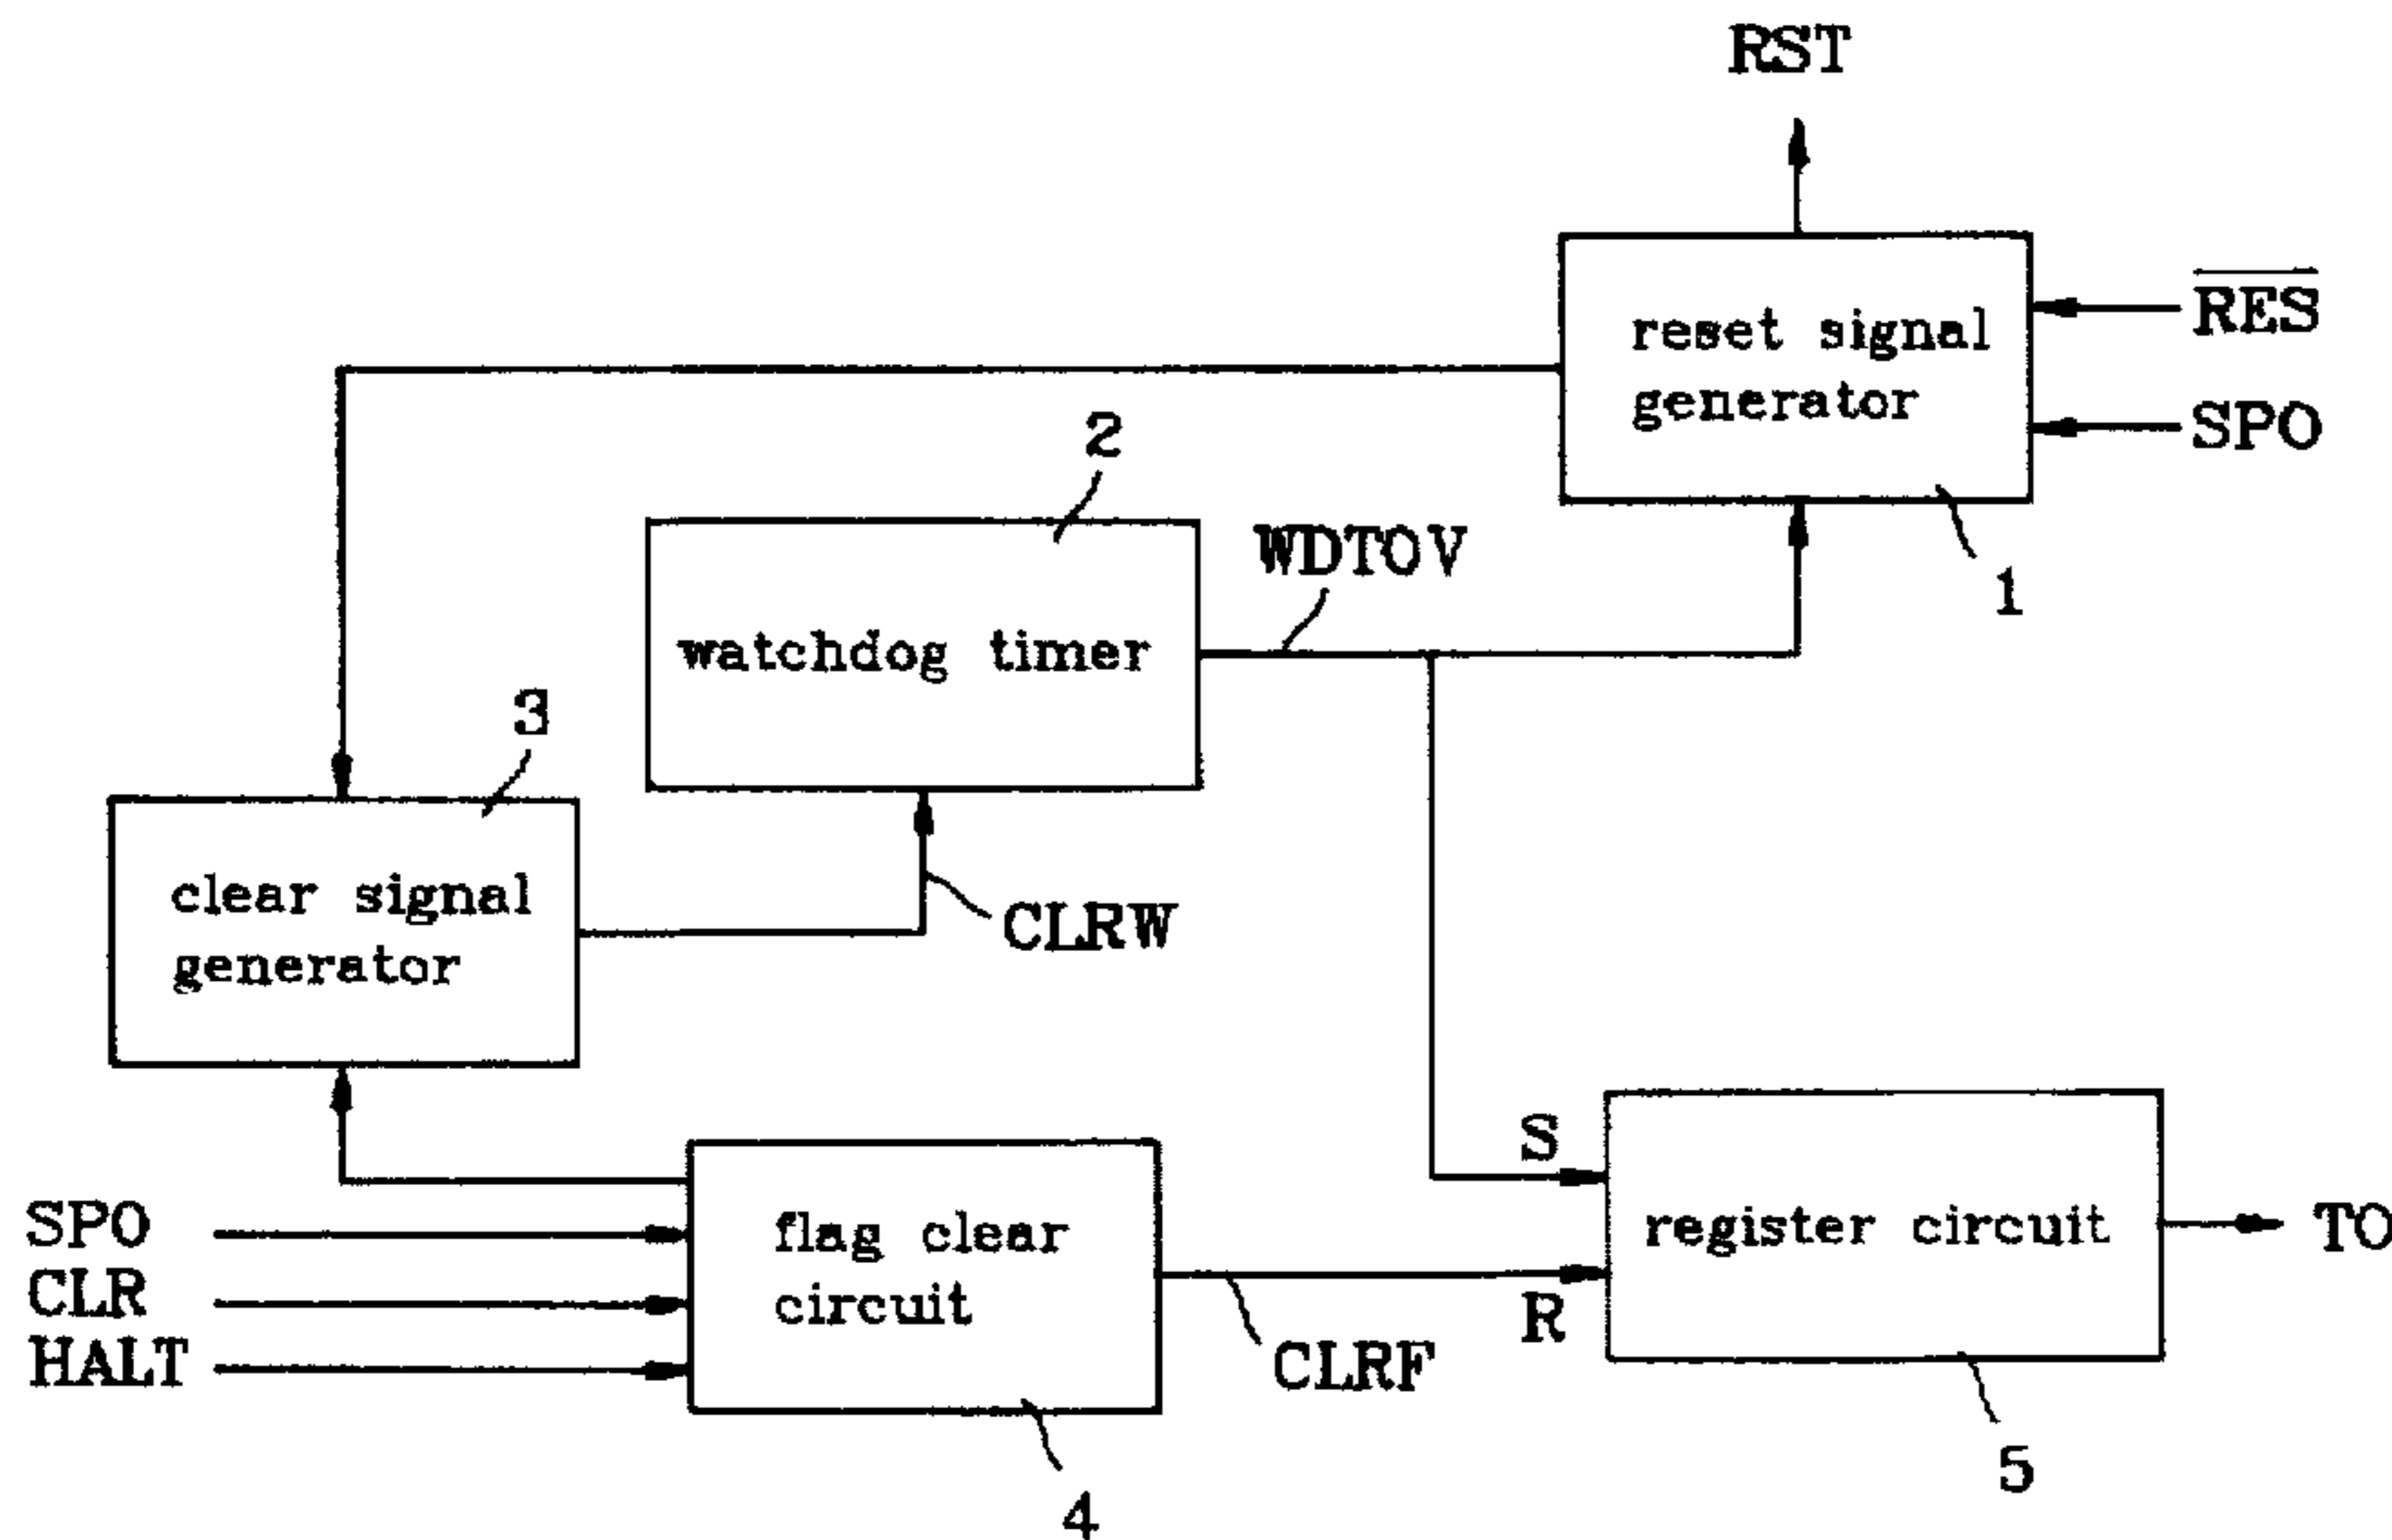 RST
R̅E̅S̅
reset signal
generator
SPO
1
2
WDTOV
watchdog timer
3
clear signal
generator
CLRW
S
SPO
CLR
HALT
flag clear
circuit
register circuit
TO
R
CLRF
4
5